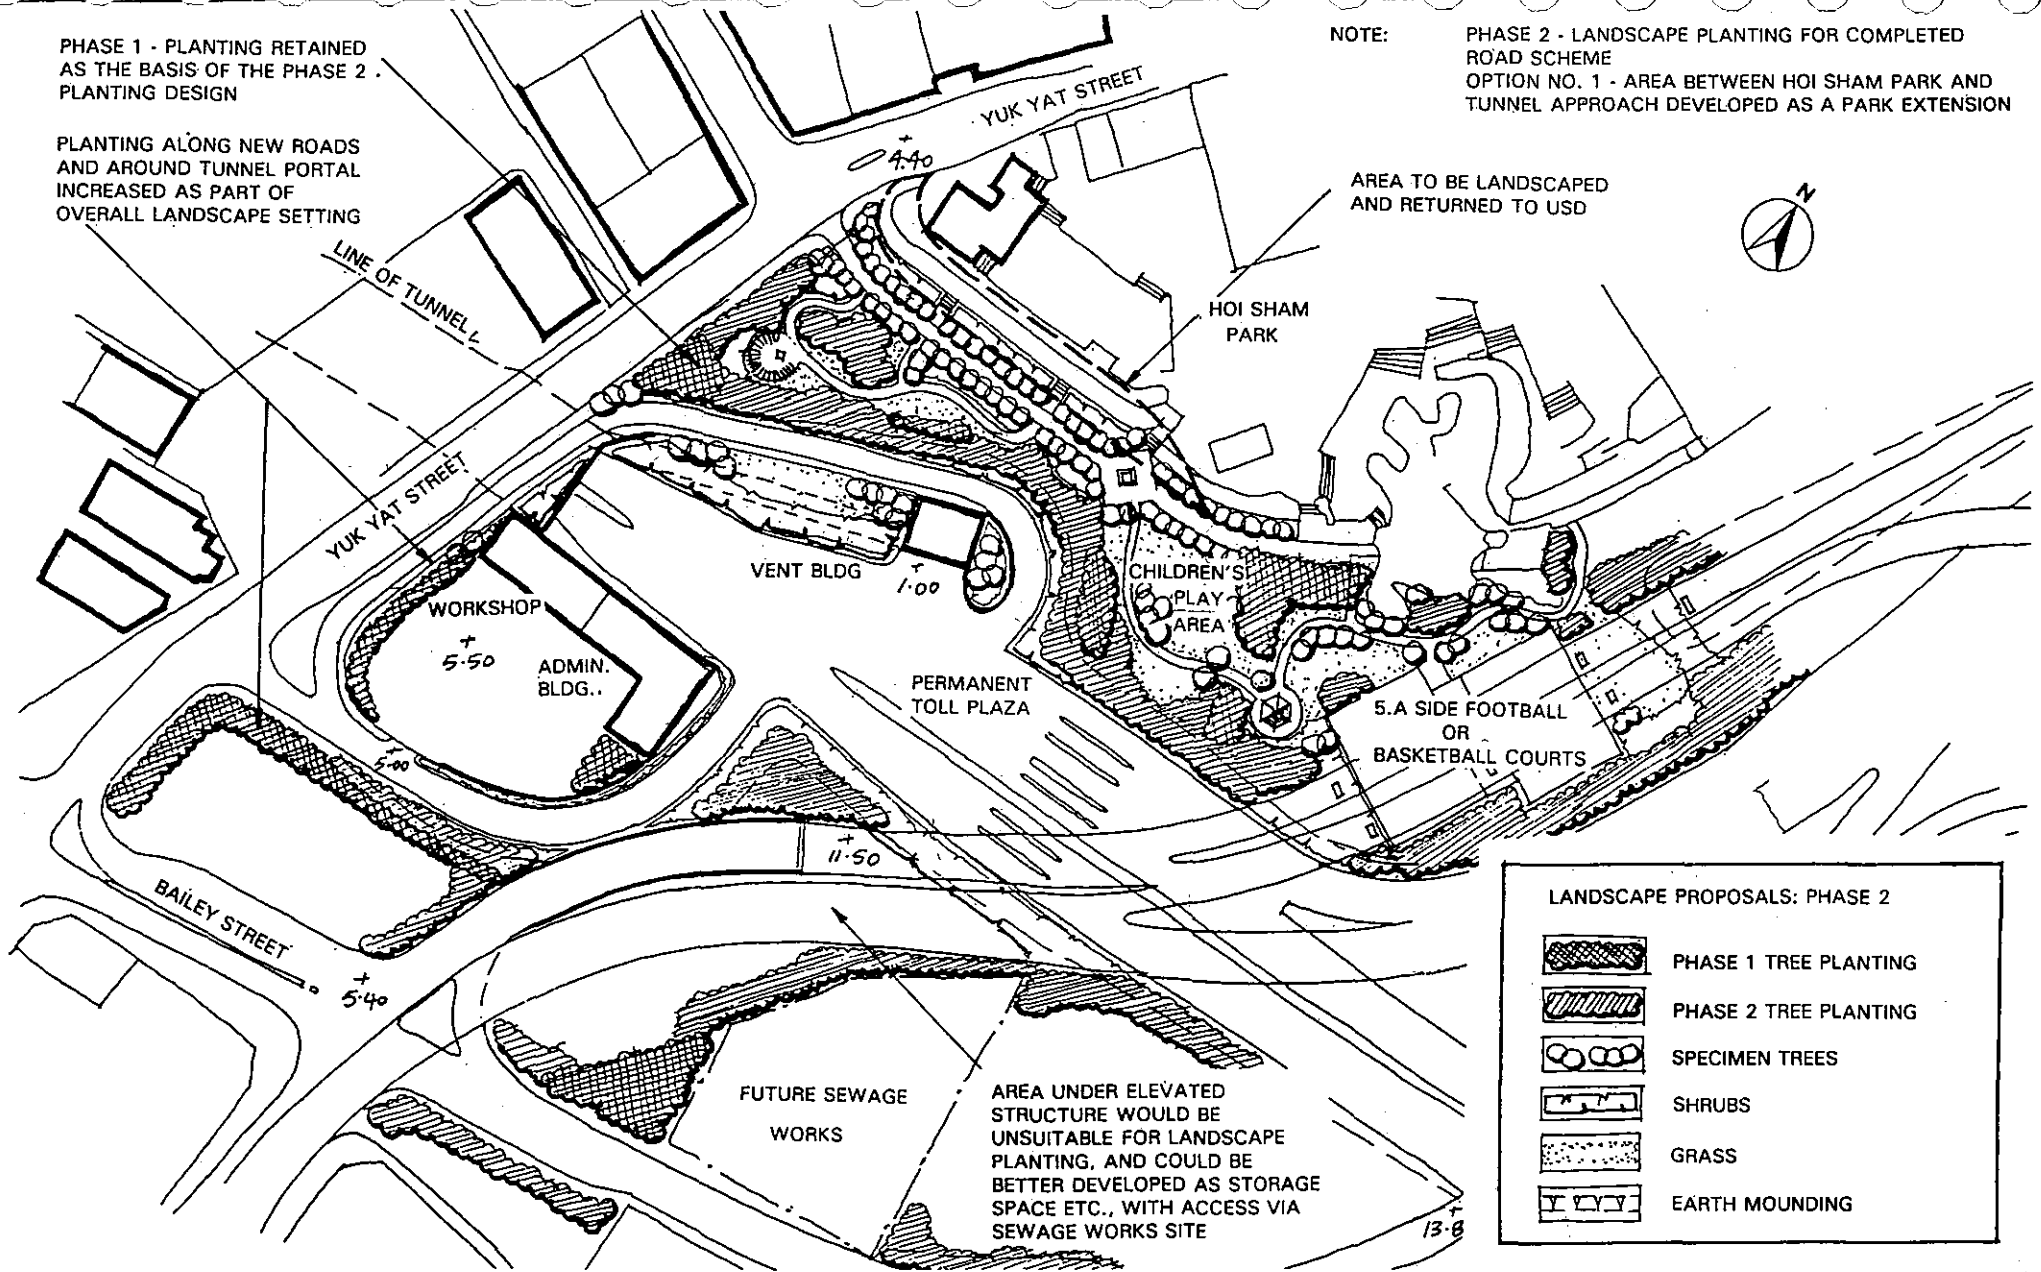 PHASE 1 - PLANTING RETAINED
AS THE BASIS OF THE PHASE 2
PLANTING DESIGN
PLANTING ALONG NEW ROADS
AND AROUND TUNNEL PORTAL
INCREASED AS PART OF
OVERALL LANDSCAPE SETTING
NOTE:
PHASE 2 - LANDSCAPE PLANTING FOR COMPLETED
ROAD SCHEME
OPTION NO. 1 - AREA BETWEEN HOI SHAM PARK AND
TUNNEL APPROACH DEVELOPED AS A PARK EXTENSION
YUK YAT STREET
4.40
AREA TO BE LANDSCAPED
AND RETURNED TO USD
N
LINE OF TUNNEL
HOI SHAM
PARK
YUK YAT STREET
VENT BLDG
1.00
CHILDREN'S
PLAY
AREA
WORKSHOP
5.50
ADMIN.
BLDG..
PERMANENT
TOLL PLAZA
5.A SIDE FOOTBALL
OR
BASKETBALL COURTS
5.00
11.50
BAILEY STREET
5.40
FUTURE SEWAGE
WORKS
AREA UNDER ELEVATED
STRUCTURE WOULD BE
UNSUITABLE FOR LANDSCAPE
PLANTING, AND COULD BE
BETTER DEVELOPED AS STORAGE
SPACE ETC., WITH ACCESS VIA
SEWAGE WORKS SITE
13.8
LANDSCAPE PROPOSALS: PHASE 2
PHASE 1 TREE PLANTING
PHASE 2 TREE PLANTING
SPECIMEN TREES
SHRUBS
GRASS
EARTH MOUNDING